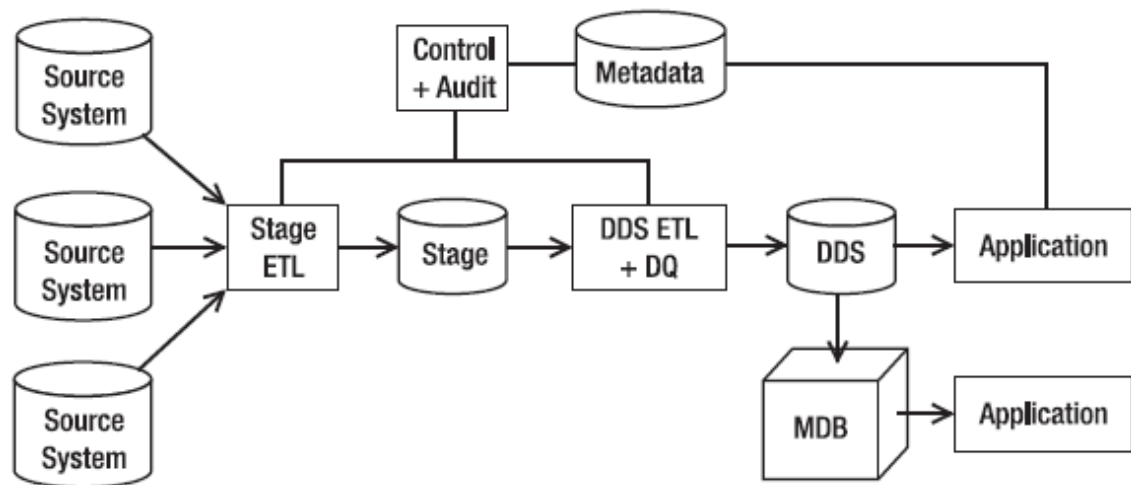 Source
System
Control
+ Audit
Metadata
Source
System
Stage
ETL
Stage
DDS ETL
+ DQ
DDS
Application
Source
System
MDB
Application